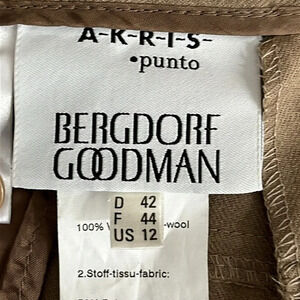 A-K-R-I-S-
•punto
BERGDORF
GOODMAN
D 42
F 44
US 12
100% -wool
2.Stoff-tissu-fabric: